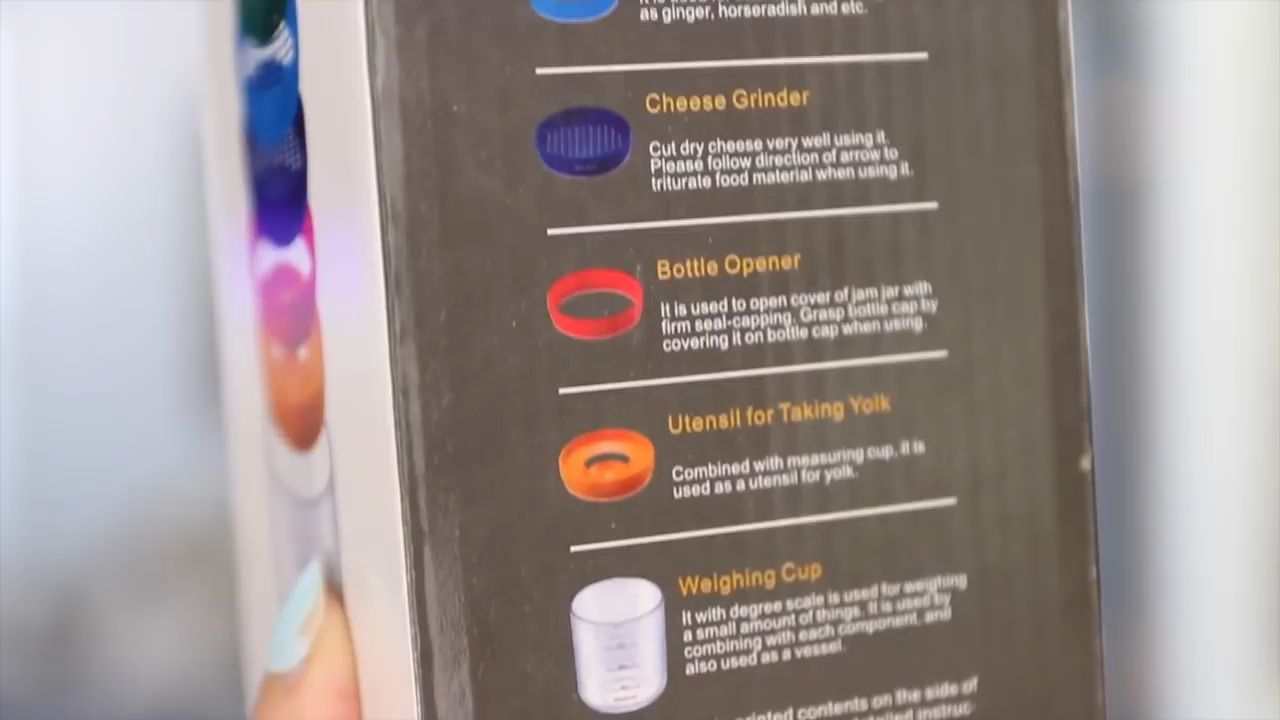 as ginger, horseradish and etc.
Cheese Grinder
Cut dry cheese very well using it.
Please follow direction of arrow to
triturate food material when using it.
Bottle Opener
It is used to open cover of jam jar with
firm seal-capping. Grasp bottle cap by
covering it on bottle cap when using.
Utensil for Taking Yolk
Combined with measuring cup, it is
used as a utensil for yolk.
Weighing Cup
It with degree scale is used for weighing
a small amount of things. It is used by
combining with each component, and
also used as a vessel.
printed contents on the side of